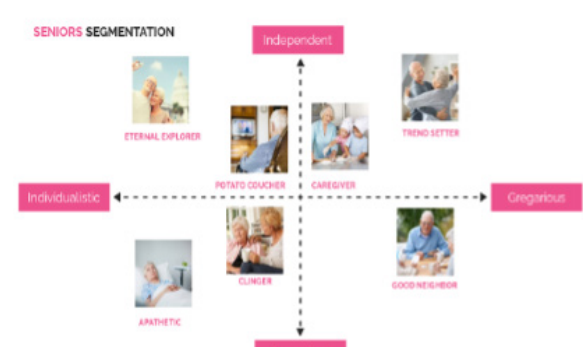 SENIORS SEGMENTATION
Independent
ETERNAL EXPLORER
TREND SETTER
POTATO COUCHER
CAREGIVER
Individualistic
Gregarious
CLINGER
GOOD NEIGHBOR
APATHETIC